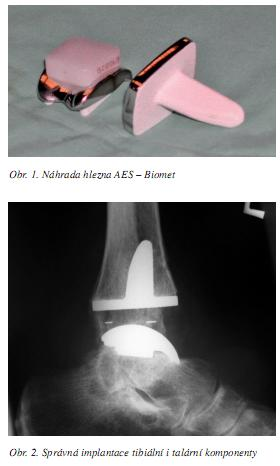 Obr. 1. Náhrada hlezna AES – Biomet
Obr. 2. Správná implantace tibiální i talární komponenty